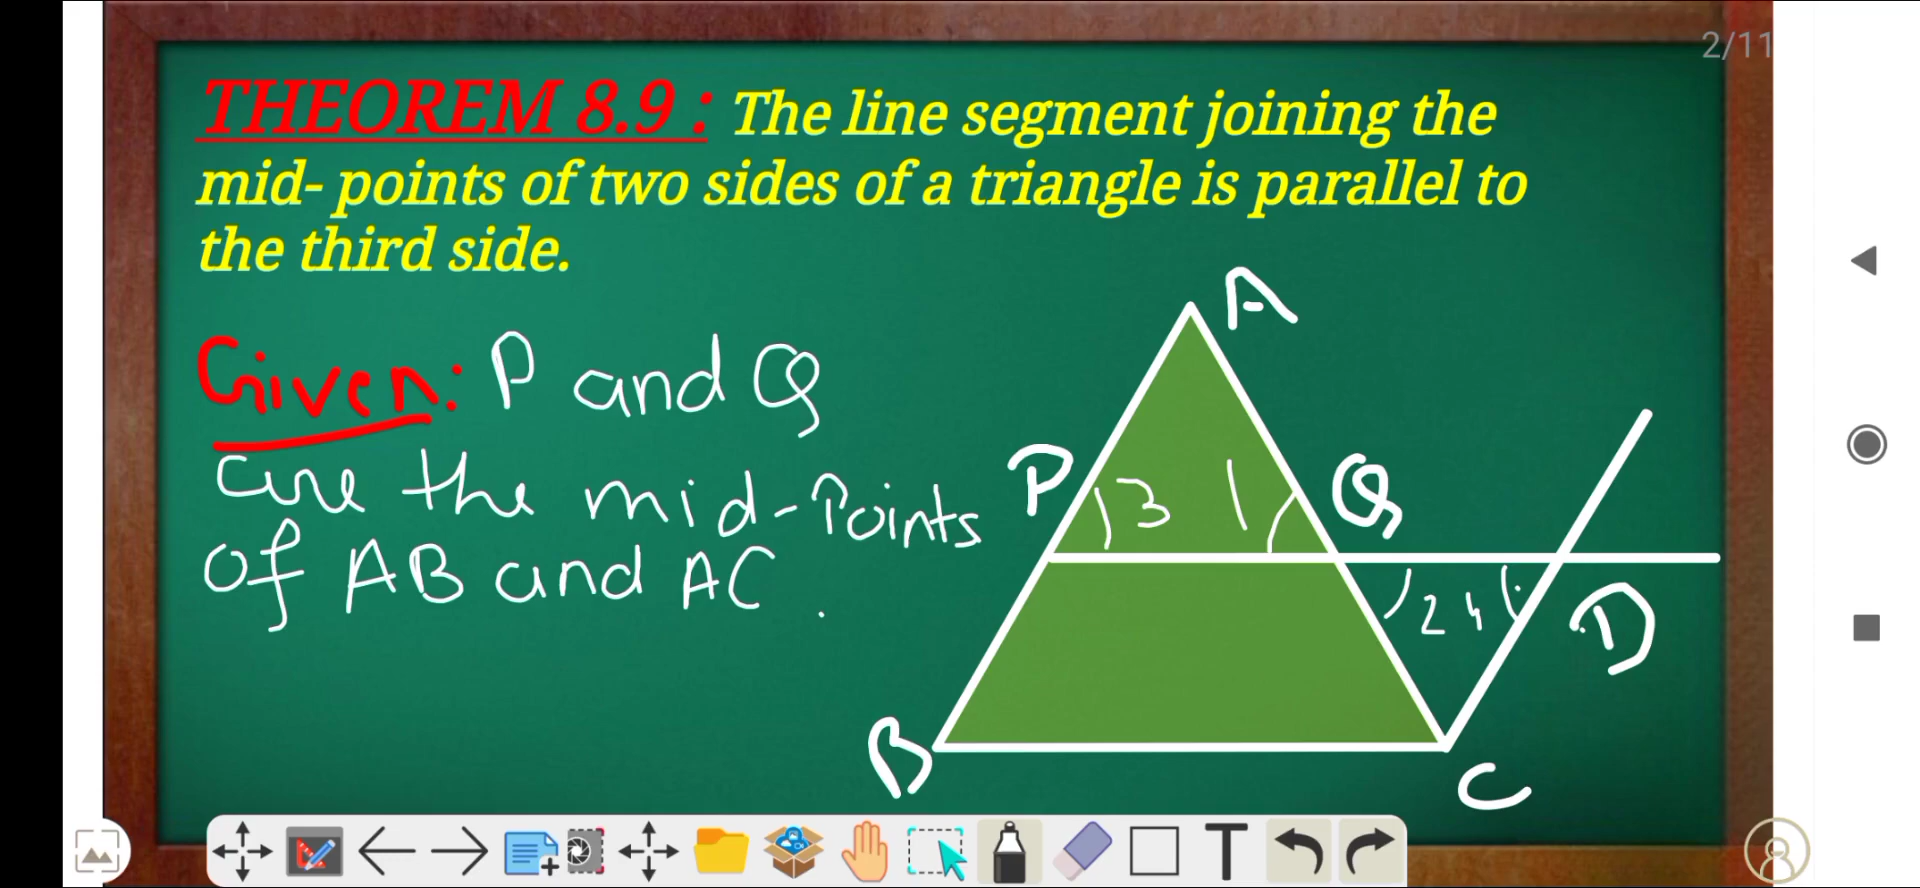 2/11
THEOREM 8.9 : The line segment joining the
mid- points of two sides of a triangle is parallel to
the third side.
Given: P and Q
are the mid-Points
of AB and AC .
A
P
3
1
Q
2
4
D
B
C
T